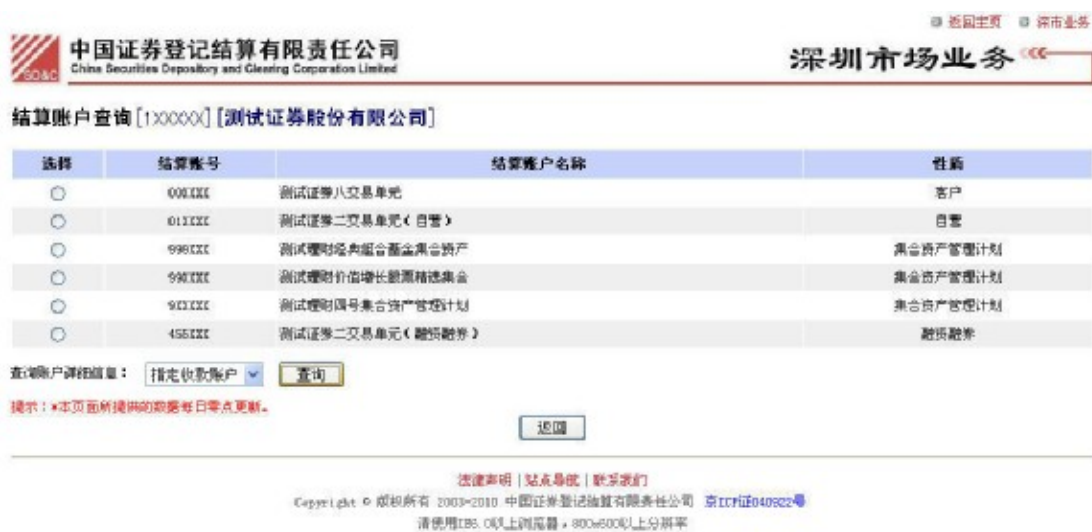 返回主页 深市业务
中国证券登记结算有限责任公司
China Securities Depository and Clearing Corporation Limited
SD&C
深圳市场业务
结算账户查询[1XXXXX][测试证券股份有限公司]
选择 结算账号 结算账户名称 性质
000XXX 测试证券八交易单元 客户
013XXX 测试证券二交易单元(自营) 自营
998XXX 测试理财经典组合基金集合资产 集合资产管理计划
990XXX 测试理财价值增长股票精选集合 集合资产管理计划
测试理财四号集合资产管理计划 集合资产管理计划
455XXX 测试证券二交易单元(融资融券) 融资融券
查询账户详细信息: 指定收款账户 查询
提示:*本页面所提供的数据每日零点更新。
返回
法律声明 | 站点导航 | 联系我们
Copyright © 版权所有 2003-2010 中国证券登记结算有限责任公司 京ICP证040922号
请使用IE6.0以上浏览器,800x600以上分辨率